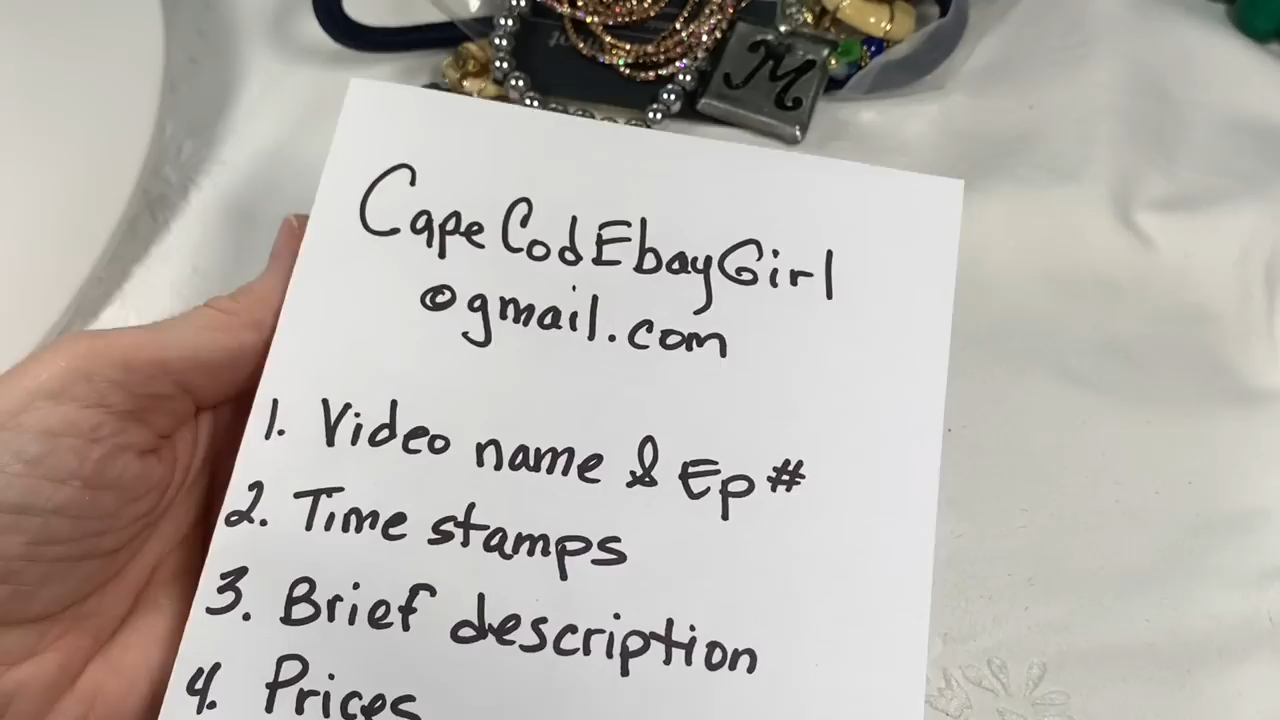 M
CapeCodEbayGirl
@gmail.com
1. Video name & Ep #
2. Time stamps
3. Brief description
4. Prices